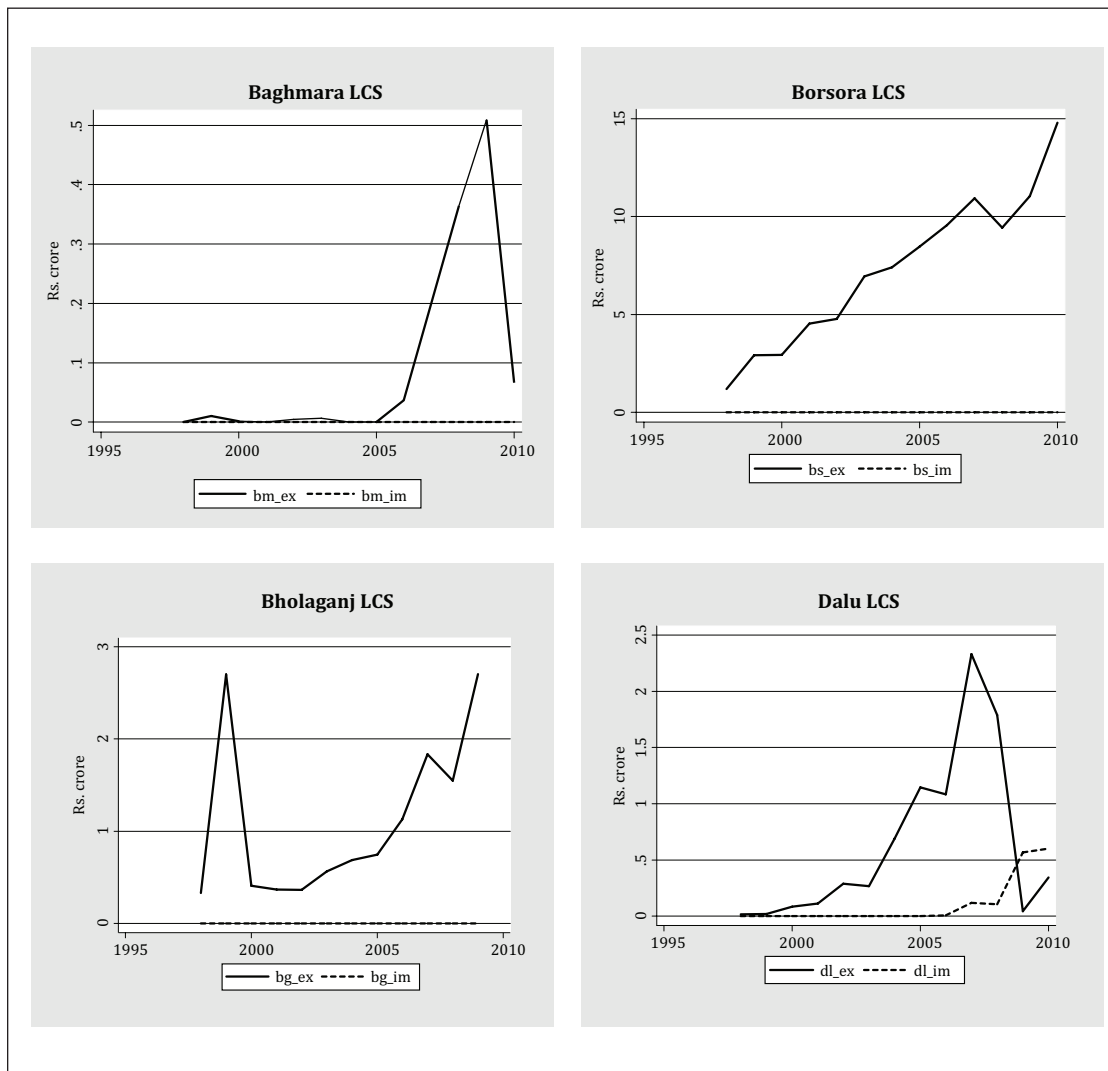 Baghmara LCS
Rs. crore
.5
.4
.3
.2
.1
0
1995 2000 2005 2010
bm_ex bm_im
Borsora LCS
15
10
5
0
1995 2000 2005 2010
bs_ex bs_im
Bholaganj LCS
Rs. crore
3
2
1
0
1995 2000 2005 2010
bg_ex bg_im
Dalu LCS
Rs. crore
2.5
2
1.5
1
.5
0
1995 2000 2005 2010
dl_ex dl_im